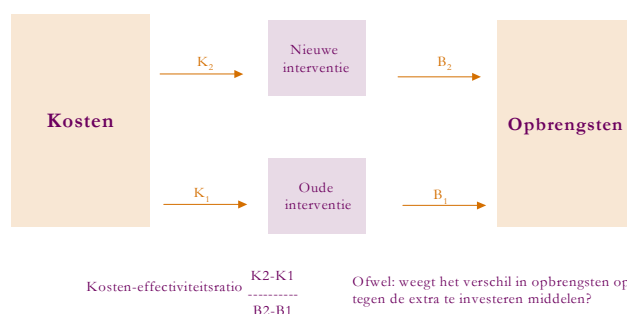 Kosten
K2
Nieuwe
interventie
B2
Opbrengsten
K1
Oude
interventie
B1
Kosten-effectiviteitsratio
K2-K1
----------
B2-B1
Ofwel: weegt het verschil in opbrengsten op
tegen de extra te investeren middelen?